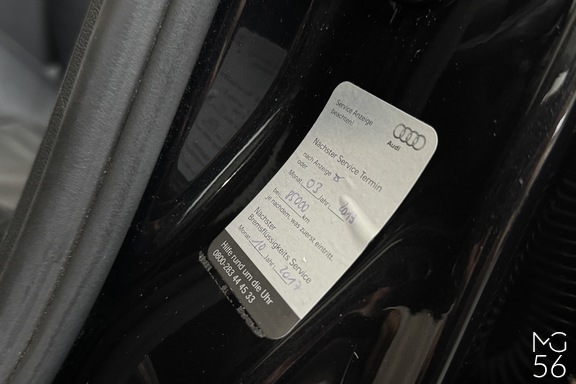 Service Anzeige
beachten!
Audi
Nächster Service Termin
nach Anzeige
oder
Monat 03 Jahr
bei km
je nachdem, was zuerst eintritt.
Nächster
Bremsflüssigkeits Service
Monat 10 Jahr 2017
Hilfe rund um die Uhr
0800-283 44 45 33
MG
56